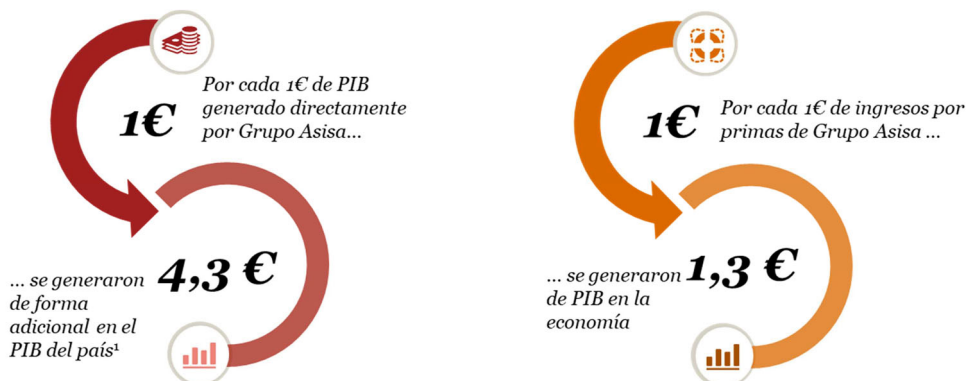 1€
Por cada 1€ de PIB
generado directamente
por Grupo Asisa...
... se generaron
de forma
adicional en el
PIB del país¹
4,3 €
1€
Por cada 1€ de ingresos por
primas de Grupo Asisa ...
... se generaron
de PIB en la
economía
1,3 €